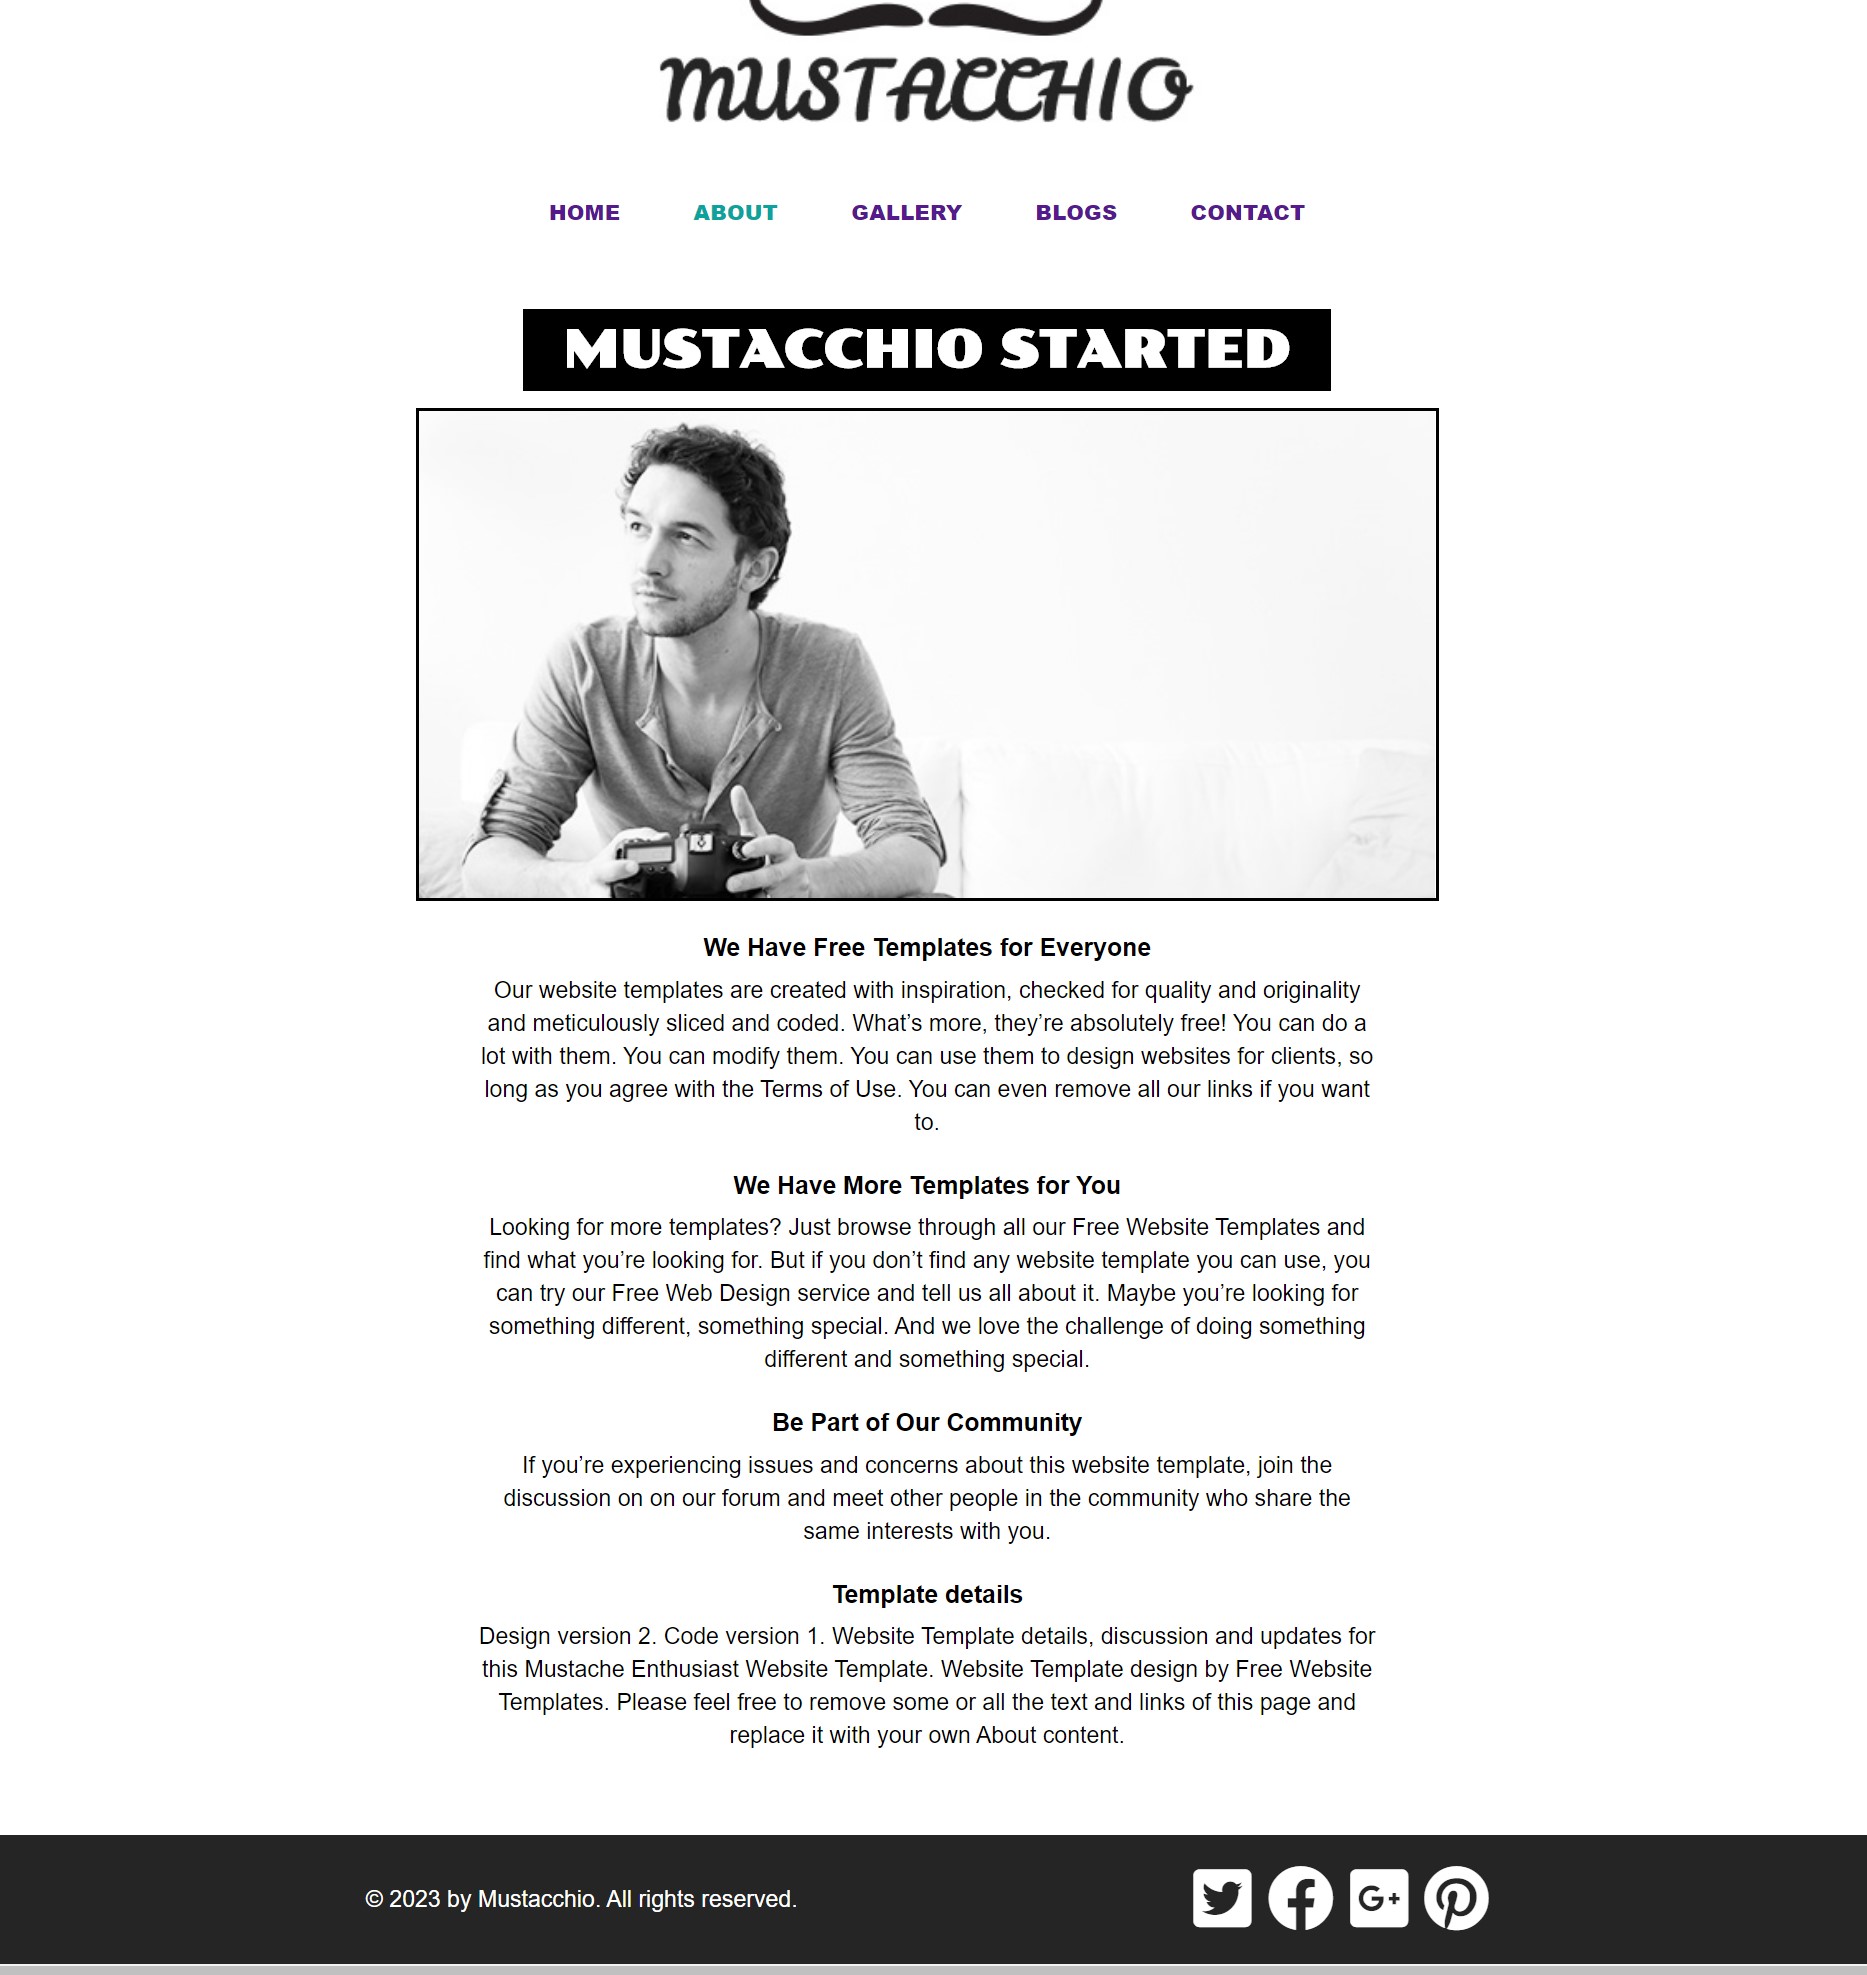 MUSTACCHIO
HOME ABOUT GALLERY BLOGS CONTACT
MUSTACCHIO STARTED
We Have Free Templates for Everyone
Our website templates are created with inspiration, checked for quality and originality
and meticulously sliced and coded. What’s more, they’re absolutely free! You can do a
lot with them. You can modify them. You can use them to design websites for clients, so
long as you agree with the Terms of Use. You can even remove all our links if you want
to.
We Have More Templates for You
Looking for more templates? Just browse through all our Free Website Templates and
find what you’re looking for. But if you don’t find any website template you can use, you
can try our Free Web Design service and tell us all about it. Maybe you’re looking for
something different, something special. And we love the challenge of doing something
different and something special.
Be Part of Our Community
If you’re experiencing issues and concerns about this website template, join the
discussion on on our forum and meet other people in the community who share the
same interests with you.
Template details
Design version 2. Code version 1. Website Template details, discussion and updates for
this Mustache Enthusiast Website Template. Website Template design by Free Website
Templates. Please feel free to remove some or all the text and links of this page and
replace it with your own About content.
© 2023 by Mustacchio. All rights reserved.
G+